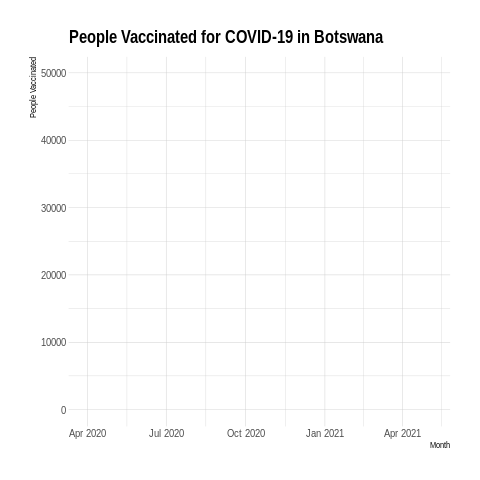 People Vaccinated for COVID-19 in Botswana
People Vaccinated
50000
40000
30000
20000
10000
0
Apr 2020 Jul 2020 Oct 2020 Jan 2021 Apr 2021
Month